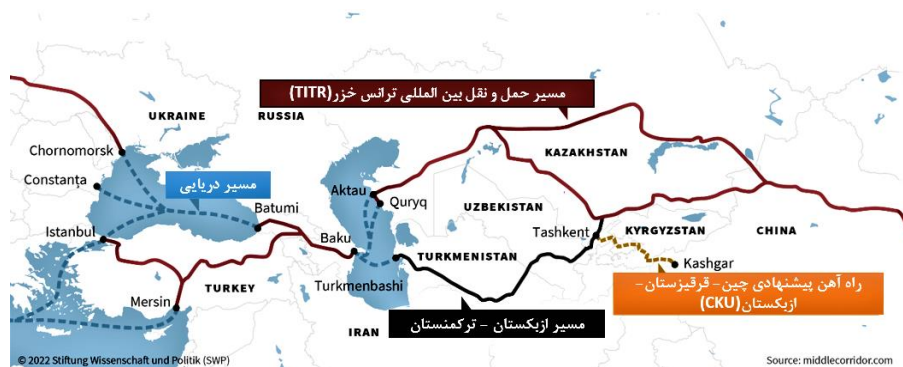 مسیر حمل و نقل بین المللی ترانس خزر(TITR)
UKRAINE
RUSSIA
Chornomorsk
KAZAKHSTAN
Constanța
مسیر دریایی
Aktau
Quryq
UZBEKISTAN
Batumi
Istanbul
Tashkent
KYRGYZSTAN
CHINA
Baku
TURKMENISTAN
Kashgar
Turkmenbashi
TURKEY
راه آهن پیشنهادی چین- قرقیزستان-
ازبکستان(CKU)
Mersin
IRAN
مسیر ازبکستان - ترکمنستان
© 2022 Stiftung Wissenschaft und Politik (SWP)
Source: middlecorridor.com